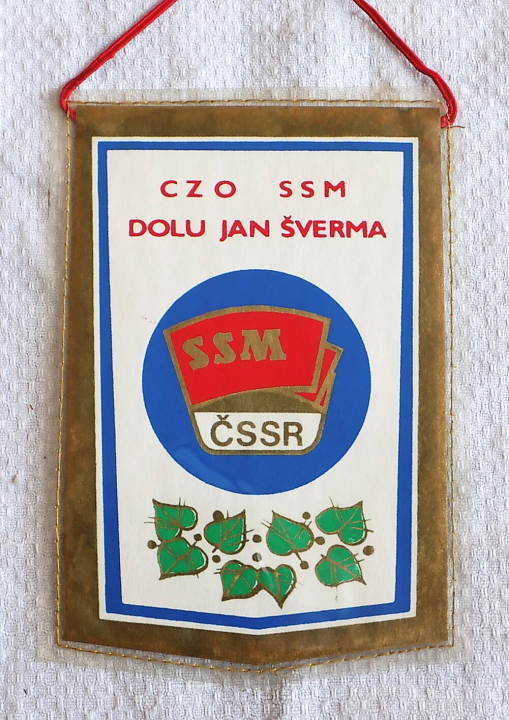 CZO SSM
DOLU JAN ŠVERMA
SSM
ČSSR